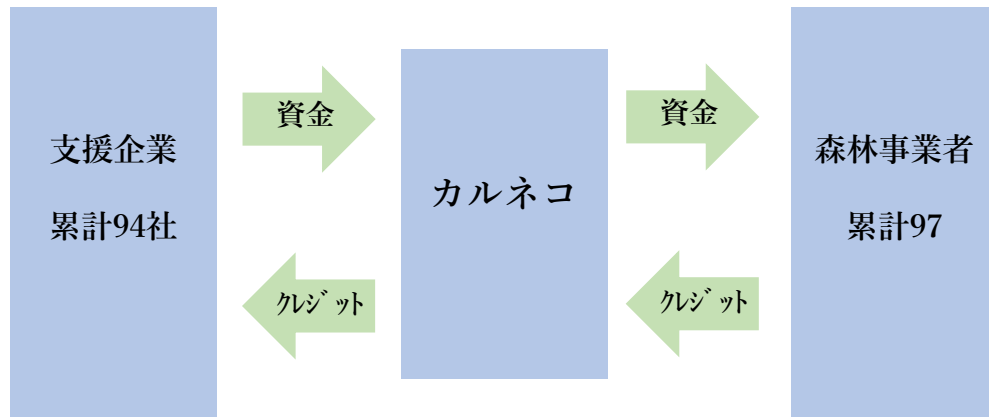 支援企業
累計94社
資金
クレジット
カルネコ
資金
クレジット
森林事業者
累計97